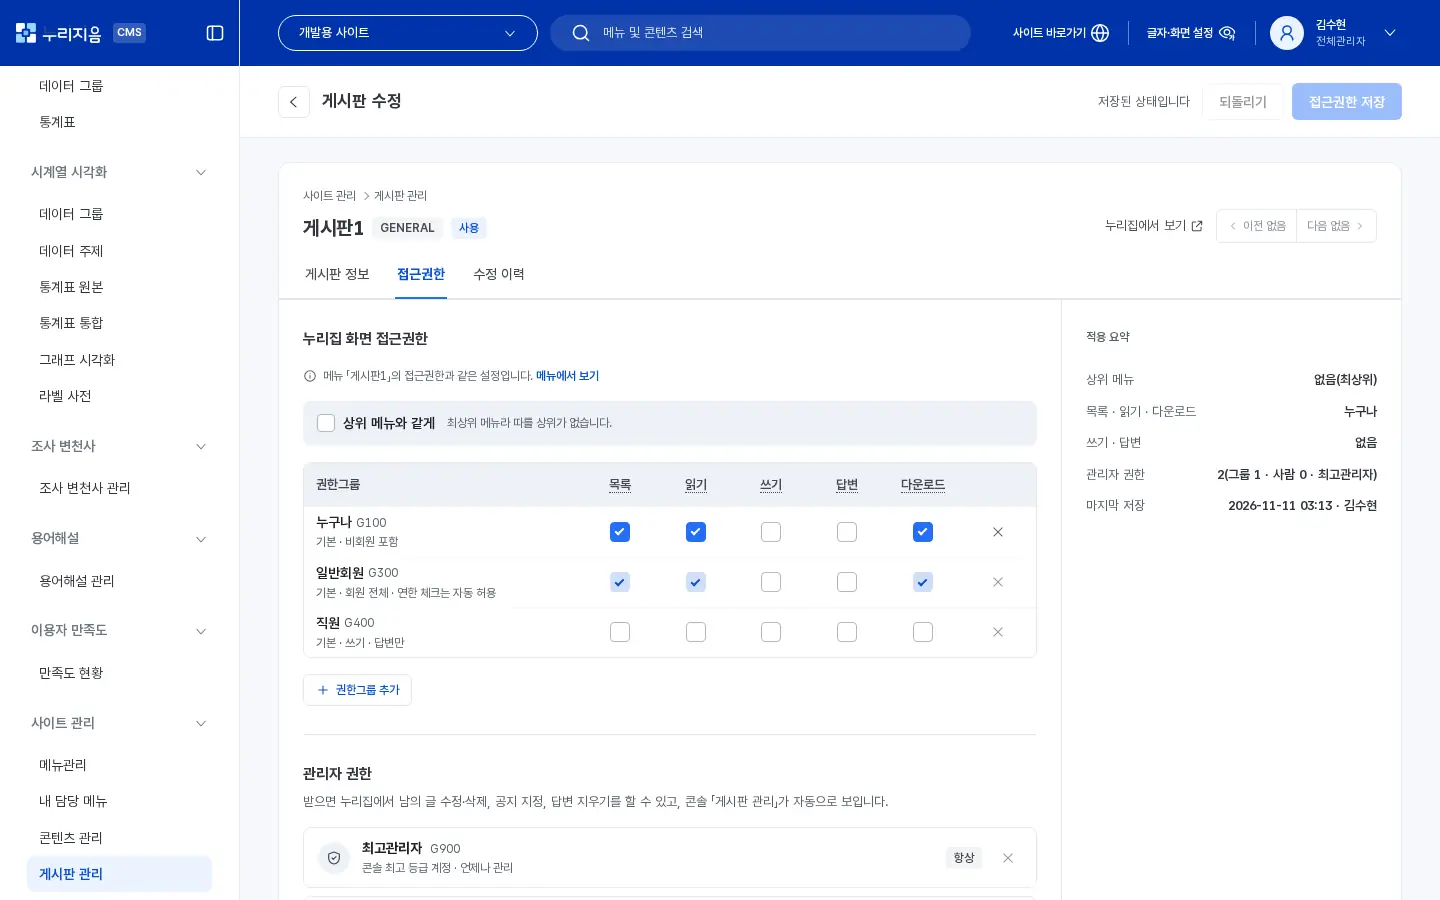 누리지음 CMS
개발용 사이트
메뉴 및 콘텐츠 검색
사이트 바로가기
글자·화면 설정
김수현
전체관리자
데이터 그룹
통계표
시계열 시각화
데이터 그룹
데이터 주제
통계표 원본
통계표 통합
그래프 시각화
라벨 사전
조사 변천사
조사 변천사 관리
용어해설
용어해설 관리
이용자 만족도
만족도 현황
사이트 관리
메뉴관리
내 담당 메뉴
콘텐츠 관리
게시판 관리
게시판 수정
저장된 상태입니다
되돌리기
접근권한 저장
사이트 관리 > 게시판 관리
게시판1 GENERAL 사용
누리집에서 보기
이전 없음
다음 없음
게시판 정보
접근권한
수정 이력
누리집 화면 접근권한
메뉴 「게시판1」의 접근권한과 같은 설정입니다. 메뉴에서 보기
상위 메뉴와 같게 최상위 메뉴라 따를 상위가 없습니다.
권한그룹 목록 읽기 쓰기 답변 다운로드
누구나 G100
기본 · 비회원 포함
일반회원 G300
기본 · 회원 전체 · 연한 체크는 자동 허용
직원 G400
기본 · 쓰기 · 답변만
권한그룹 추가
관리자 권한
받으면 누리집에서 남의 글 수정·삭제, 공지 지정, 답변 지우기를 할 수 있고, 콘솔 「게시판 관리」가 자동으로 보입니다.
최고관리자 G900
콘솔 최고 등급 계정 · 언제나 관리
항상
적용 요약
상위 메뉴 없음(최상위)
목록 · 읽기 · 다운로드 누구나
쓰기 · 답변 없음
관리자 권한 2(그룹 1 · 사람 0 · 최고관리자)
마지막 저장 2026-11-11 03:13 · 김수현